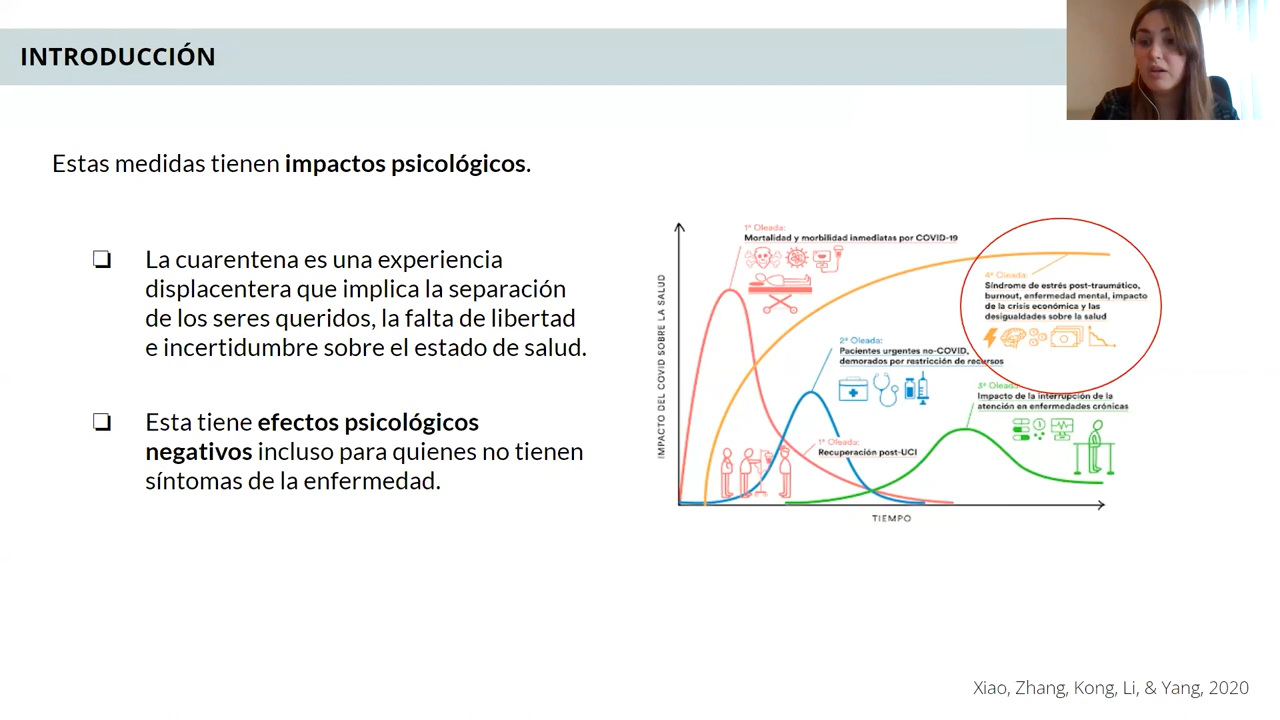 INTRODUCCIÓN
Estas medidas tienen impactos psicológicos.
La cuarentena es una experiencia
displacentera que implica la separación
de los seres queridos, la falta de libertad
e incertidumbre sobre el estado de salud.
Esta tiene efectos psicológicos
negativos incluso para quienes no tienen
síntomas de la enfermedad.
IMPACTO DEL COVID SOBRE LA SALUD
1ª Oleada:
Mortalidad y morbilidad inmediatas por COVID-19
4ª Oleada:
Síndrome de estrés post-traumático,
burnout, enfermedad mental, impacto
de la crisis económica y las
desigualdades sobre la salud
2ª Oleada:
Pacientes urgentes no-COVID,
demorados por restricción de recursos
3ª Oleada:
Impacto de la interrupción de la
atención en enfermedades crónicas
1ª Oleada:
Recuperación post-UCI
TIEMPO
Xiao, Zhang, Kong, Li, & Yang, 2020